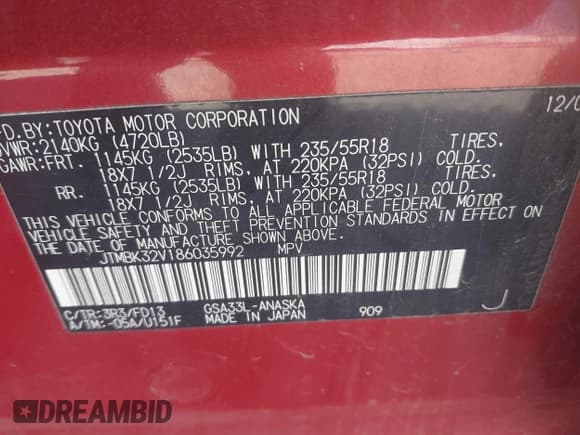 12/0
D.BY:TOYOTA MOTOR CORPORATION
VWR:2140KG (4720LB)
GAWR:FRT. 1145KG (2535LB) WITH 235/55R18 TIRES,
18X7 1/2J RIMS, AT 220KPA (32PSI) COLD.
RR. 1145KG (2535LB) WITH 235/55R18 TIRES,
18X7 1/2J RIMS, AT 220KPA (32PSI) COLD.
THIS VEHICLE CONFORMS TO ALL APPLICABLE FEDERAL MOTOR
VEHICLE SAFETY AND THEFT PREVENTION STANDARDS IN EFFECT ON
THE DATE OF MANUFACTURE SHOWN ABOVE.
JTMBK32V186035992 MPV
C/TR:3R3/FD13 GSA33L-ANASKA
A/TM:-05A/U151F MADE IN JAPAN 909 J
DREAMBID